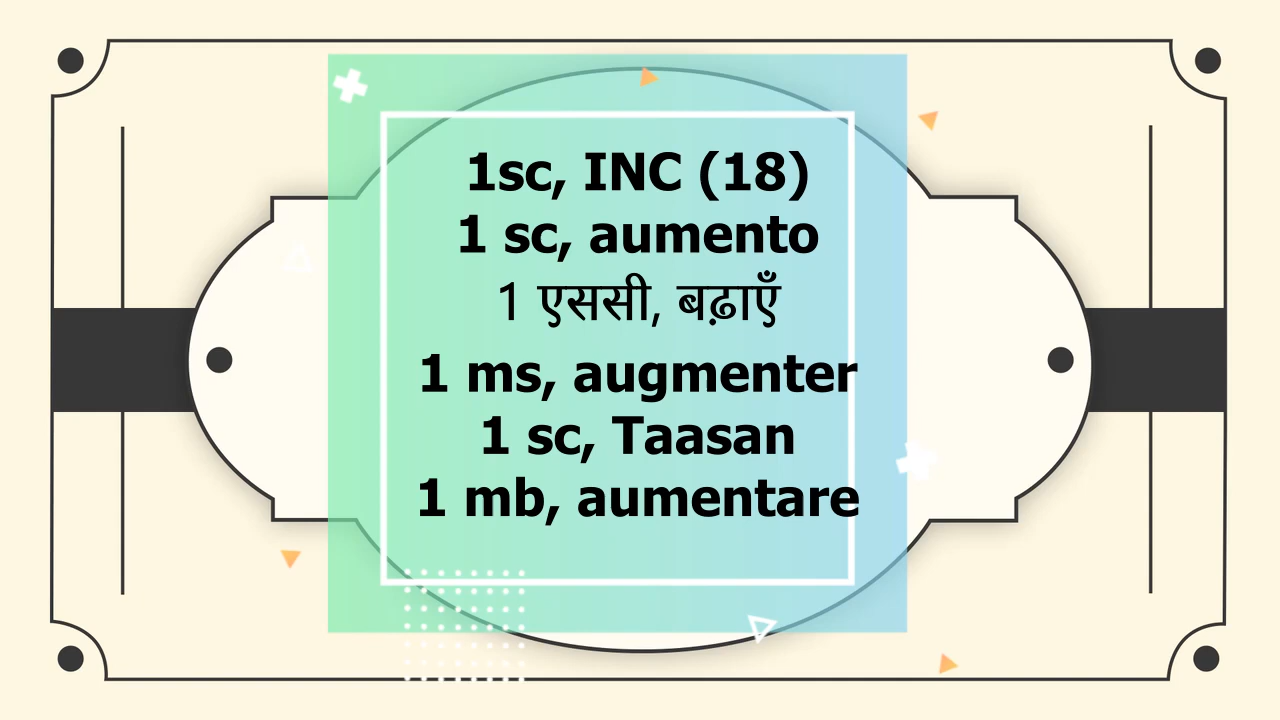 1sc, INC (18)
1 sc, aumento
1 एससी, बढ़ाएँ
1 ms, augmenter
1 sc, Taasan
1 mb, aumentare